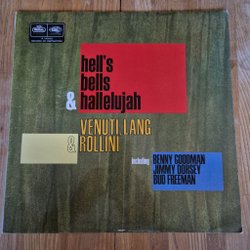 hell's
bells
& hallelujah
VENUTI, LANG
& ROLLINI
including BENNY GOODMAN
JIMMY DORSEY
BUD FREEMAN